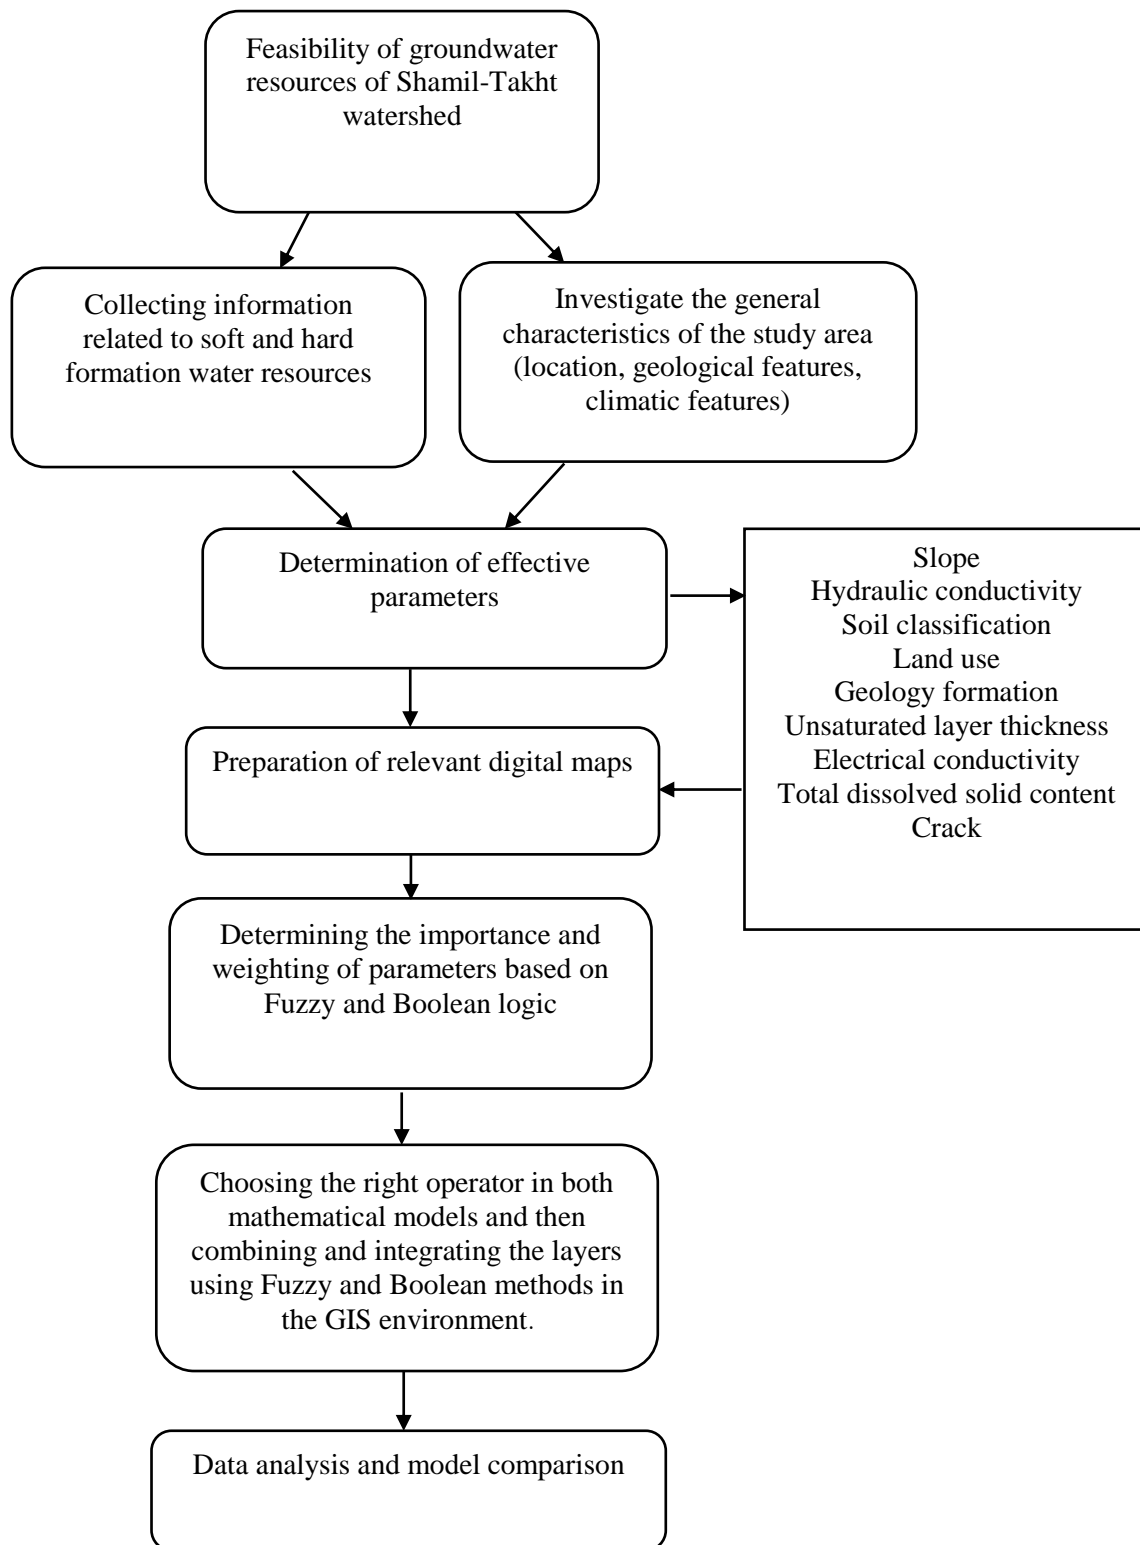 Feasibility of groundwater
resources of Shamil-Takht
watershed
Collecting information
related to soft and hard
formation water resources
Investigate the general
characteristics of the study area
(location, geological features,
climatic features)
Determination of effective
parameters
Slope
Hydraulic conductivity
Soil classification
Land use
Geology formation
Unsaturated layer thickness
Electrical conductivity
Total dissolved solid content
Crack
Preparation of relevant digital maps
Determining the importance and
weighting of parameters based on
Fuzzy and Boolean logic
Choosing the right operator in both
mathematical models and then
combining and integrating the layers
using Fuzzy and Boolean methods in
the GIS environment.
Data analysis and model comparison